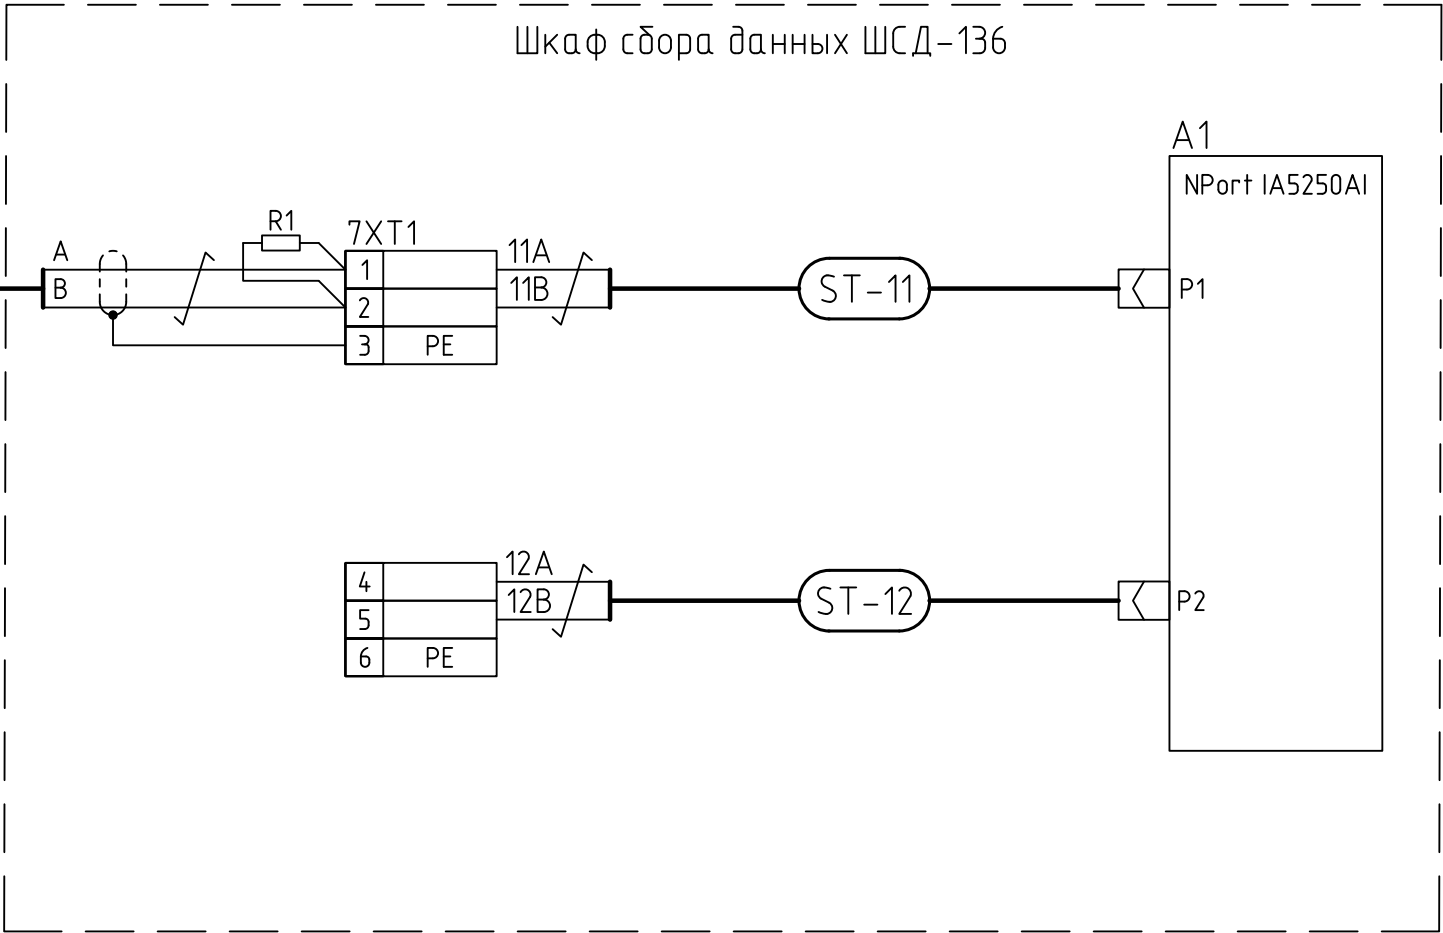 Шкаф сбора данных ШСД-136
A1
NPort IA5250AI
R1
7XT1
A
B
1
2
3
PE
11A
11B
ST-11
P1
4
5
6
PE
12A
12B
ST-12
P2